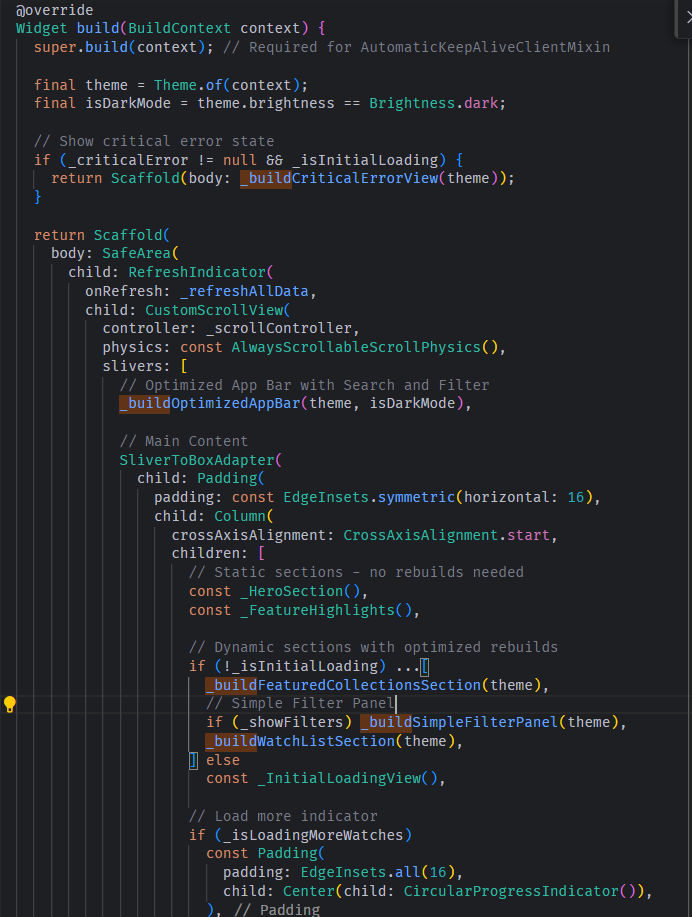 @override
Widget build(BuildContext context) {
  super.build(context); // Required for AutomaticKeepAliveClientMixin

  final theme = Theme.of(context);
  final isDarkMode = theme.brightness == Brightness.dark;

  // Show critical error state
  if (_criticalError != null && _isInitialLoading) {
    return Scaffold(body: _buildCriticalErrorView(theme));
  }

  return Scaffold(
    body: SafeArea(
      child: RefreshIndicator(
        onRefresh: _refreshAllData,
        child: CustomScrollView(
          controller: _scrollController,
          physics: const AlwaysScrollableScrollPhysics(),
          slivers: [
            // Optimized App Bar with Search and Filter
            _buildOptimizedAppBar(theme, isDarkMode),

            // Main Content
            SliverToBoxAdapter(
              child: Padding(
                padding: const EdgeInsets.symmetric(horizontal: 16),
                child: Column(
                  crossAxisAlignment: CrossAxisAlignment.start,
                  children: [
                    // Static sections - no rebuilds needed
                    const _HeroSection(),
                    const _FeatureHighlights(),

                    // Dynamic sections with optimized rebuilds
                    if (!_isInitialLoading) ...[
                      _buildFeaturedCollectionsSection(theme),
                      // Simple Filter Panel
                      if (_showFilters) _buildSimpleFilterPanel(theme),
                      _buildWatchListSection(theme),
                    ] else
                      const _InitialLoadingView(),

                    // Load more indicator
                    if (_isLoadingMoreWatches)
                      const Padding(
                        padding: EdgeInsets.all(16),
                        child: Center(child: CircularProgressIndicator()),
                      ), // Padding